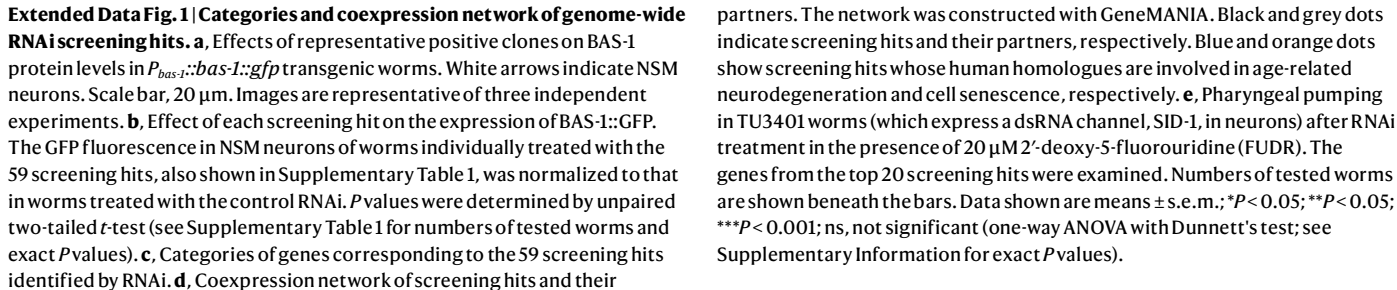 Extended Data Fig. 1 | Categories and coexpression network of genome-wide
RNAi screening hits. a, Effects of representative positive clones on BAS-1
protein levels in Pbas-1::bas-1::gfp transgenic worms. White arrows indicate NSM
neurons. Scale bar, 20 μm. Images are representative of three independent
experiments. b, Effect of each screening hit on the expression of BAS-1::GFP.
The GFP fluorescence in NSM neurons of worms individually treated with the
59 screening hits, also shown in Supplementary Table 1, was normalized to that
in worms treated with the control RNAi. P values were determined by unpaired
two-tailed t-test (see Supplementary Table 1 for numbers of tested worms and
exact P values). c, Categories of genes corresponding to the 59 screening hits
identified by RNAi. d, Coexpression network of screening hits and their
partners. The network was constructed with GeneMANIA. Black and grey dots
indicate screening hits and their partners, respectively. Blue and orange dots
show screening hits whose human homologues are involved in age-related
neurodegeneration and cell senescence, respectively. e, Pharyngeal pumping
in TU3401 worms (which express a dsRNA channel, SID-1, in neurons) after RNAi
treatment in the presence of 20 μM 2′-deoxy-5-fluorouridine (FUDR). The
genes from the top 20 screening hits were examined. Numbers of tested worms
are shown beneath the bars. Data shown are means ± s.e.m.; *P < 0.05; **P < 0.05;
***P < 0.001; ns, not significant (one-way ANOVA with Dunnett's test; see
Supplementary Information for exact P values).